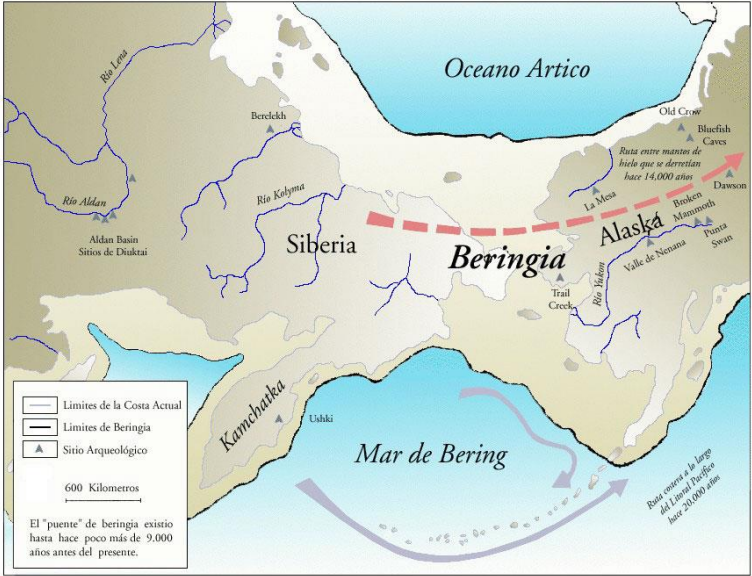 Oceano Artico
Río Lena
Berelekh
Old Crow
Bluefish
Caves
Ruta entre mantos de
hielo que se derretían
hace 14,000 años
Dawson
Río Aldan
Río Kolyma
La Mesa
Broken
Mammoth
Aldan Basin
Sitios de Diuktai
Siberia
Beringia
Alaska
Punta
Swan
Valle de Nenana
Trail
Creek
Río Yukon
Kamchatka
Ushki
Mar de Bering
Ruta costera a lo largo
del Litoral Pacífico
hace 20,000 años
Limites de la Costa Actual
Limites de Beringia
Sitio Arqueológico
600 Kilometros
El "puente" de beringia existio
hasta hace poco más de 9.000
años antes del presente.